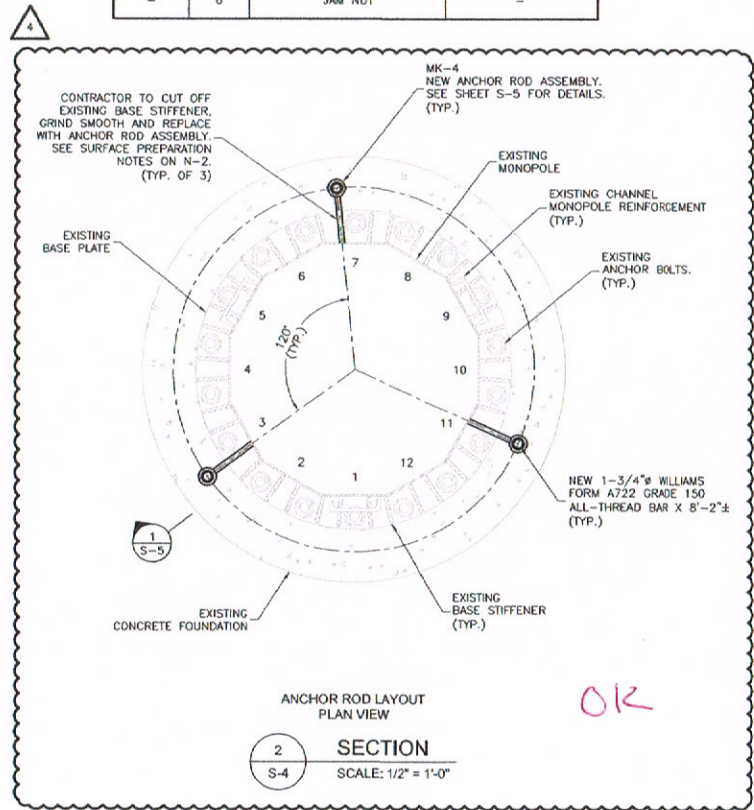 – 6 JAM NUT –
4
MK-4
NEW ANCHOR ROD ASSEMBLY.
SEE SHEET S-5 FOR DETAILS.
(TYP.)
CONTRACTOR TO CUT OFF
EXISTING BASE STIFFENER,
GRIND SMOOTH AND REPLACE
WITH ANCHOR ROD ASSEMBLY.
SEE SURFACE PREPARATION
NOTES ON N-2.
(TYP. OF 3)
EXISTING
MONOPOLE
EXISTING CHANNEL
MONOPOLE REINFORCEMENT
(TYP.)
EXISTING
BASE PLATE
EXISTING
ANCHOR BOLTS.
(TYP.)
7
6
8
5
9
120°
(TYP.)
4
10
3
11
2
12
1
NEW 1-3/4"ø WILLIAMS
FORM A722 GRADE 150
ALL-THREAD BAR X 8'-2"±
(TYP.)
1
S-5
EXISTING
BASE STIFFENER
(TYP.)
EXISTING
CONCRETE FOUNDATION
ANCHOR ROD LAYOUT
PLAN VIEW
OK
2
S-4
SECTION
SCALE: 1/2" = 1'-0"